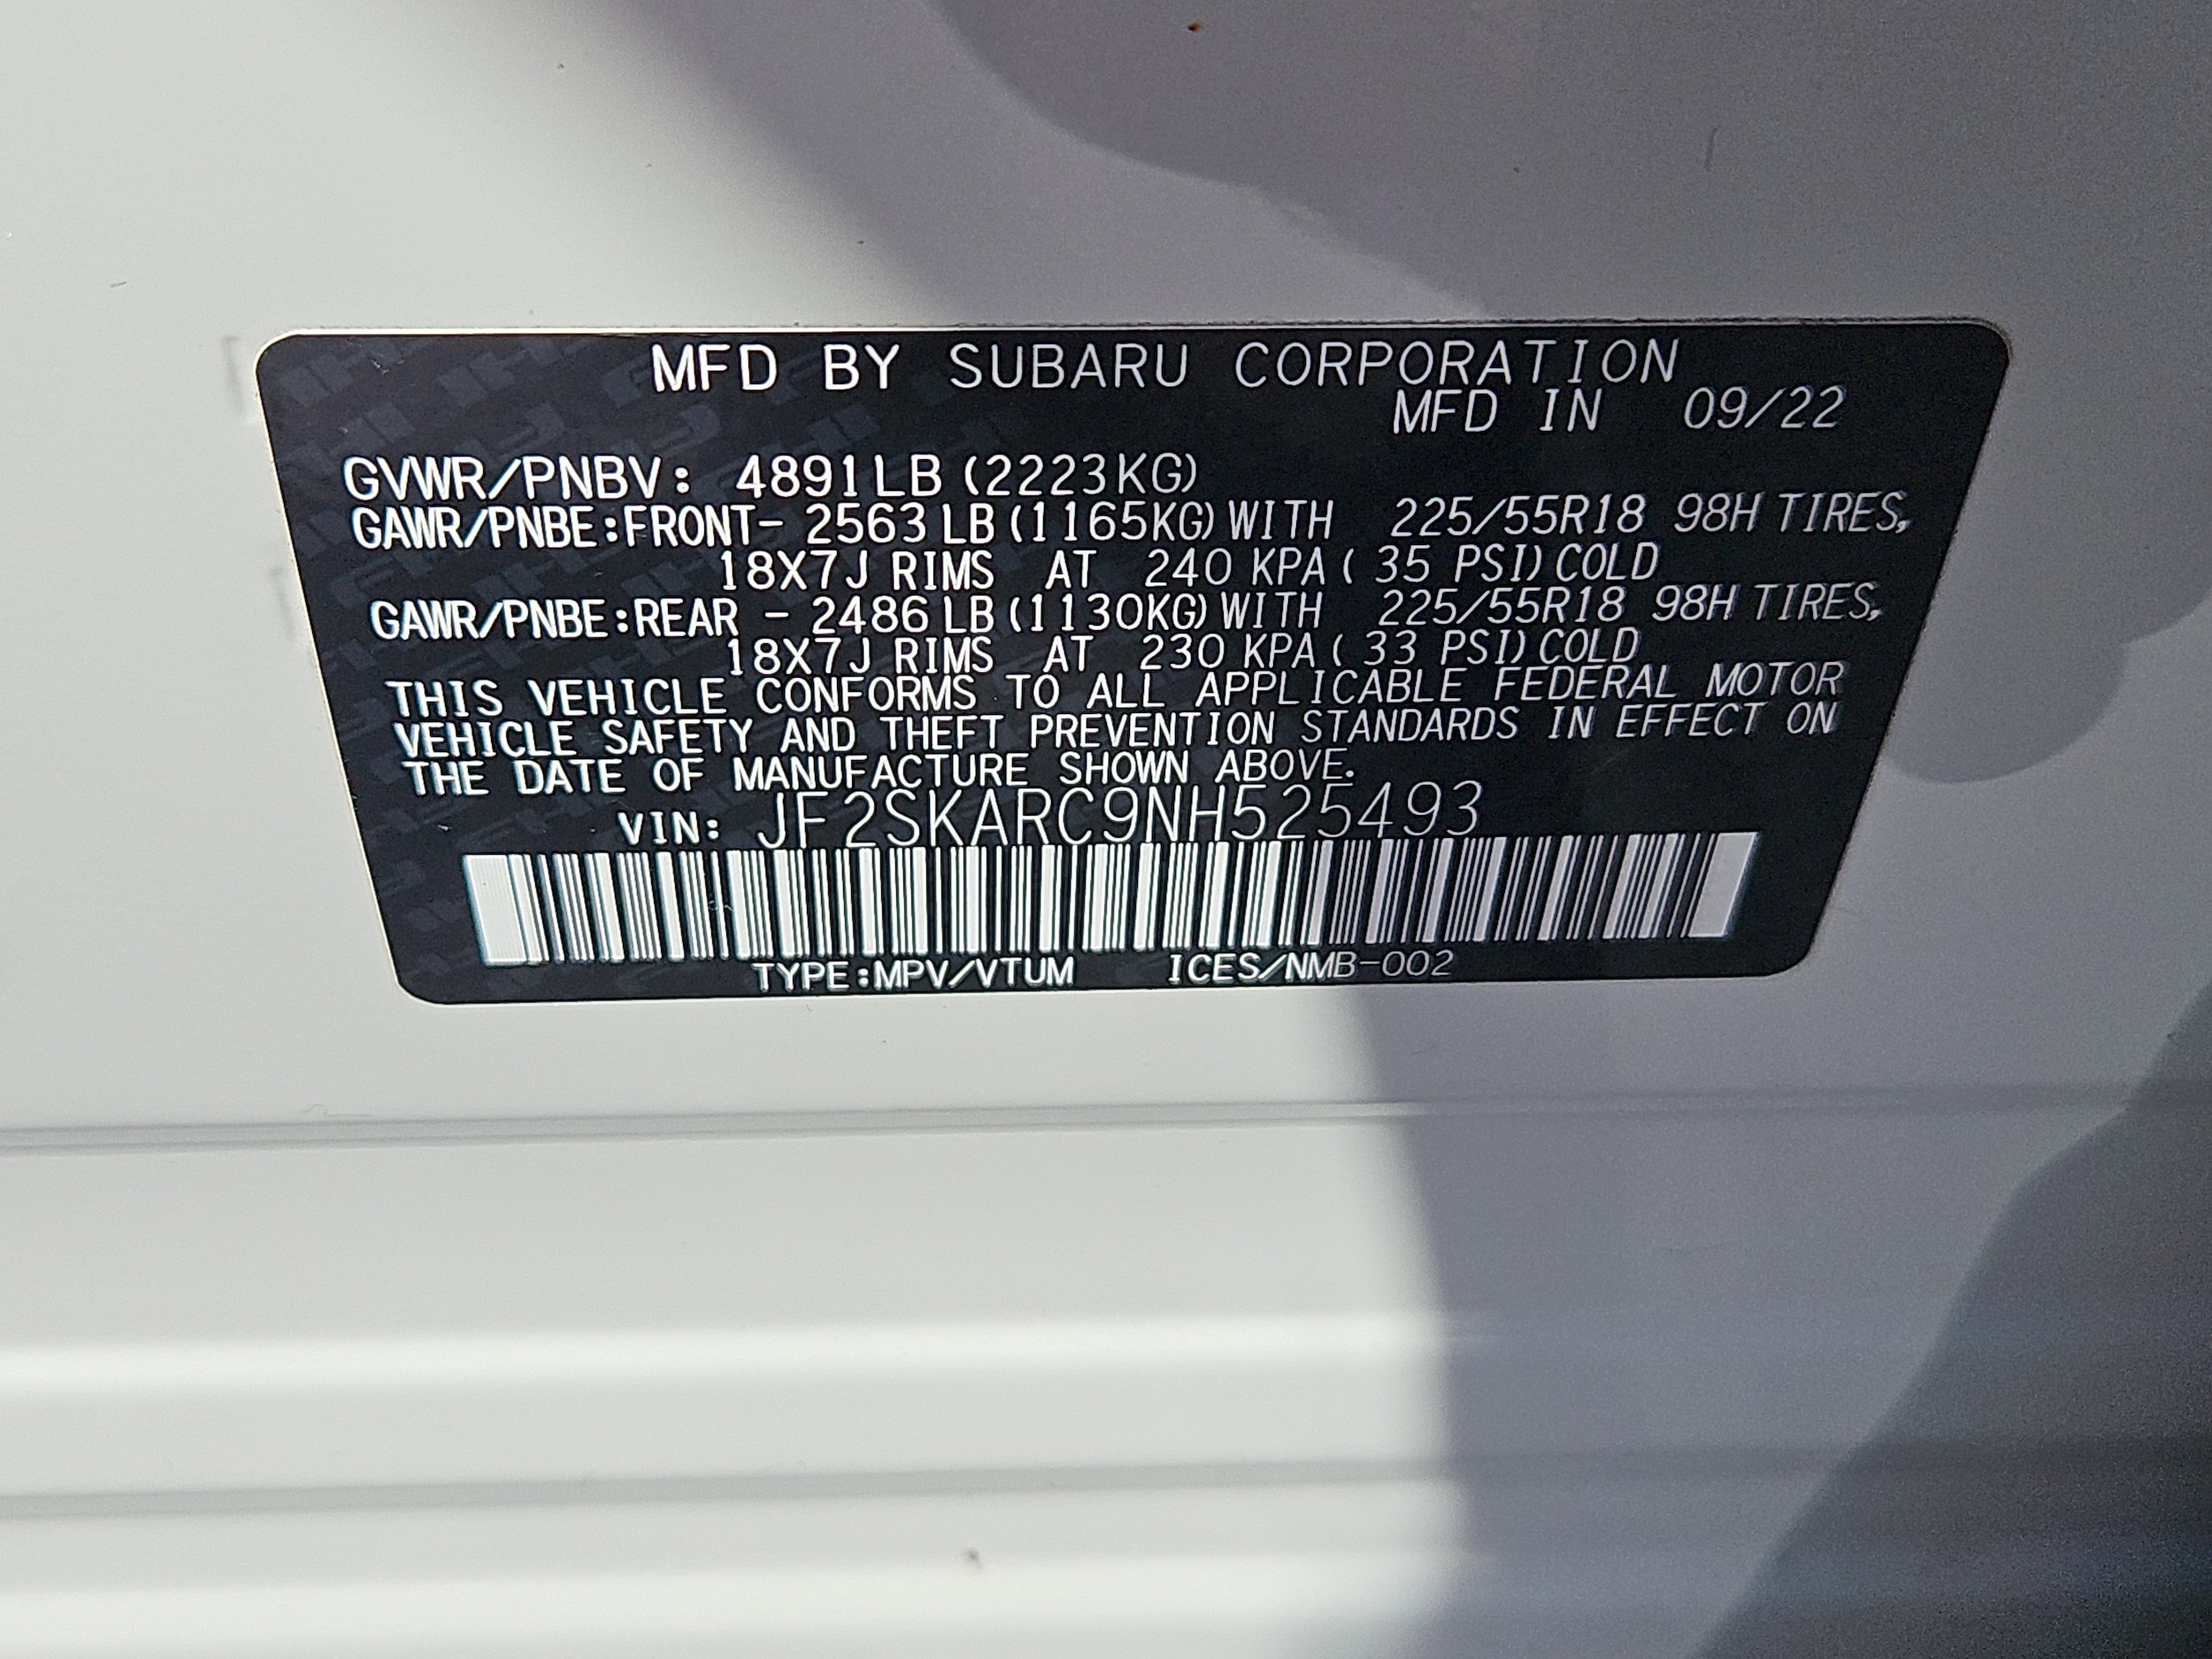 MFD BY SUBARU CORPORATION
MFD IN 09/22
GVWR/PNBV: 4891LB (2223KG)
GAWR/PNBE:FRONT- 2563 LB (1165KG) WITH 225/55R18 98H TIRES,
18X7J RIMS AT 240 KPA ( 35 PSI) COLD
GAWR/PNBE:REAR - 2486 LB (1130KG) WITH 225/55R18 98H TIRES,
18X7J RIMS AT 230 KPA ( 33 PSI) COLD
THIS VEHICLE CONFORMS TO ALL APPLICABLE FEDERAL MOTOR
VEHICLE SAFETY AND THEFT PREVENTION STANDARDS IN EFFECT ON
THE DATE OF MANUFACTURE SHOWN ABOVE.
VIN: JF2SKARC9NH525493
TYPE:MPV/VTUM ICES/NMB-002